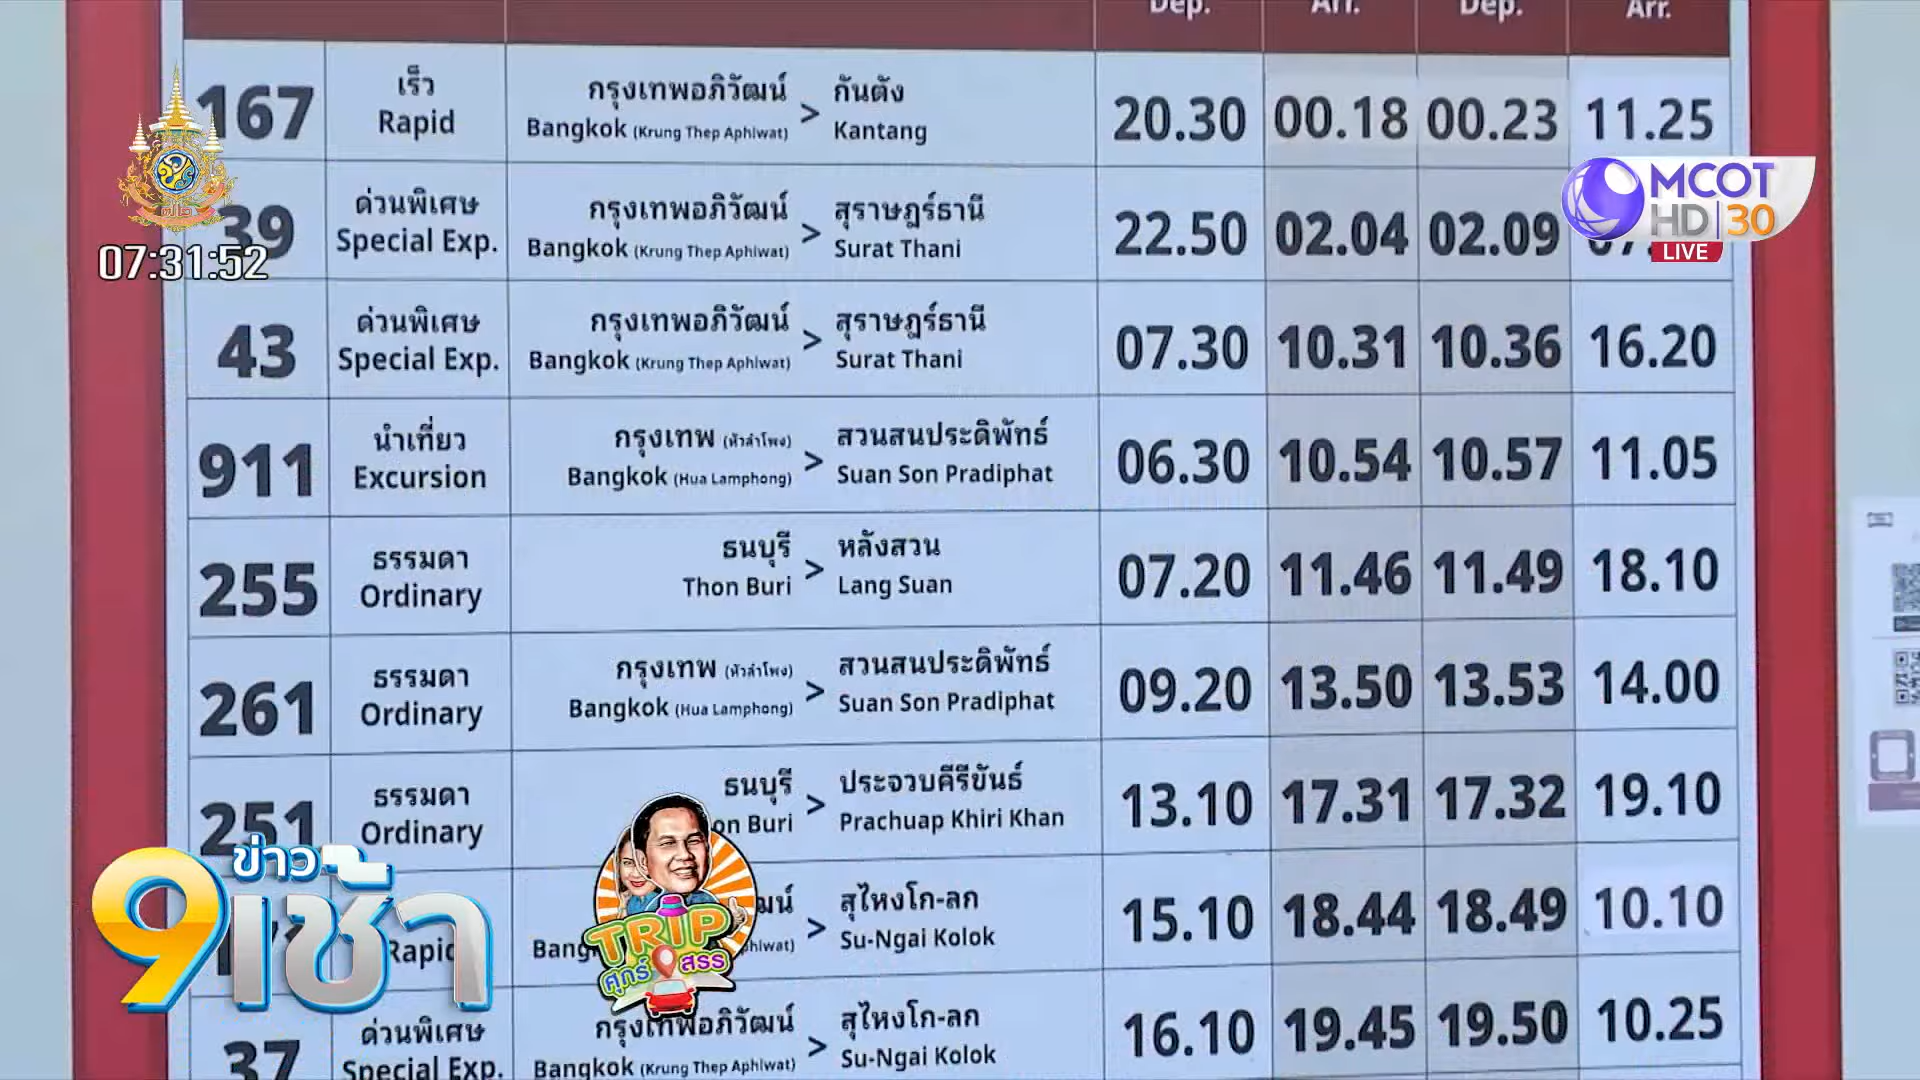 Dep. Arr. Dep. Arr.
167 เร็ว Rapid กรุงเทพอภิวัฒน์ > กันตัง 20.30 00.18 00.23 11.25
Bangkok (Krung Thep Aphiwat) Kantang
39 ด่วนพิเศษ Special Exp. กรุงเทพอภิวัฒน์ > สุราษฎร์ธานี 22.50 02.04 02.09
Bangkok (Krung Thep Aphiwat) Surat Thani
MCOT
HD 30
LIVE
07:31:52
43 ด่วนพิเศษ Special Exp. กรุงเทพอภิวัฒน์ > สุราษฎร์ธานี 07.30 10.31 10.36 16.20
Bangkok (Krung Thep Aphiwat) Surat Thani
911 นำเที่ยว Excursion กรุงเทพ (หัวลำโพง) > สวนสนประดิพัทธ์ 06.30 10.54 10.57 11.05
Bangkok (Hua Lamphong) Suan Son Pradiphat
255 ธรรมดา Ordinary ธนบุรี > หลังสวน 07.20 11.46 11.49 18.10
Thon Buri Lang Suan
261 ธรรมดา Ordinary กรุงเทพ (หัวลำโพง) > สวนสนประดิพัทธ์ 09.20 13.50 13.53 14.00
Bangkok (Hua Lamphong) Suan Son Pradiphat
251 ธรรมดา Ordinary ธนบุรี > ประจวบคีรีขันธ์ 13.10 17.31 17.32 19.10
Buri Prachuap Khiri Khan
Rapid > สุไหงโก-ลก 15.10 18.44 18.49 10.10
Su-Ngai Kolok
37 ด่วนพิเศษ Special Exp. กรุงเทพอภิวัฒน์ > สุไหงโก-ลก 16.10 19.45 19.50 10.25
Bangkok (Krung Thep Aphiwat) Su-Ngai Kolok
ข่าว
9 เช้า
TRIP
ศุกร์ สรร